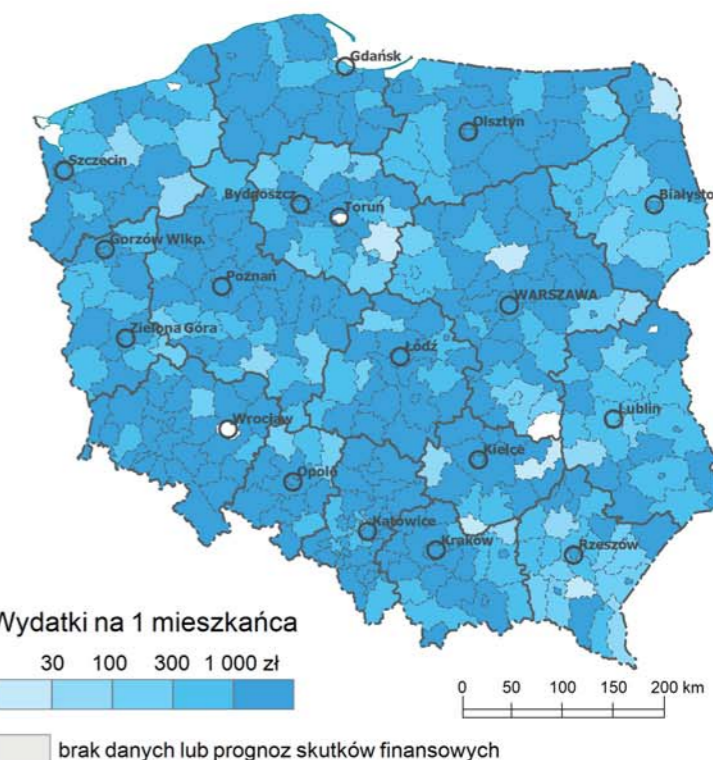 Gdańsk
Olsztyn
Szczecin
Bydgoszcz
Toruń
Białysto
Gorzów Wlkp.
Poznań
WARSZAWA
Zielona Góra
Łódź
Wrocław
Lublin
Kielce
Opole
Katowice
Kraków
Rzeszów
Wydatki na 1 mieszkańca
30 100 300 1 000 zł
0 50 100 150 200 km
brak danych lub prognoz skutków finansowych